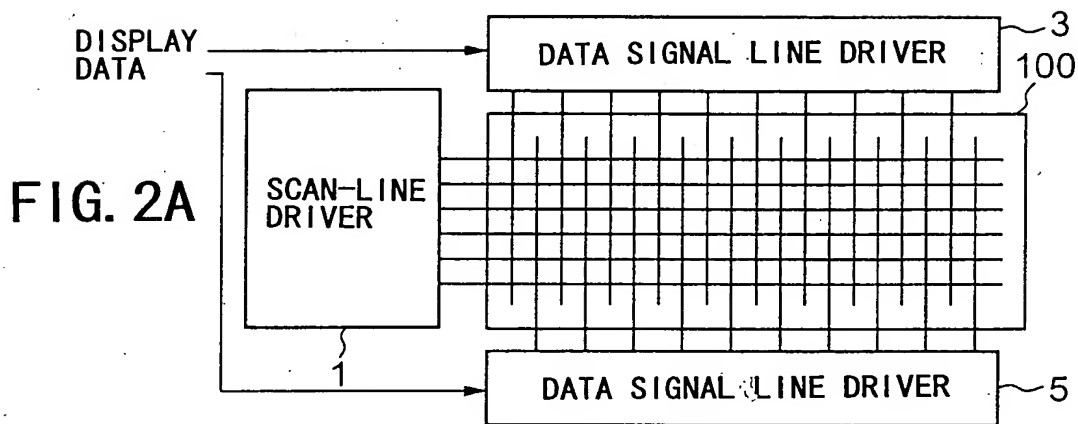 DISPLAY
DATA
DATA SIGNAL LINE DRIVER
3
100
SCAN-LINE
DRIVER
FIG. 2A
1
DATA SIGNAL LINE DRIVER
5